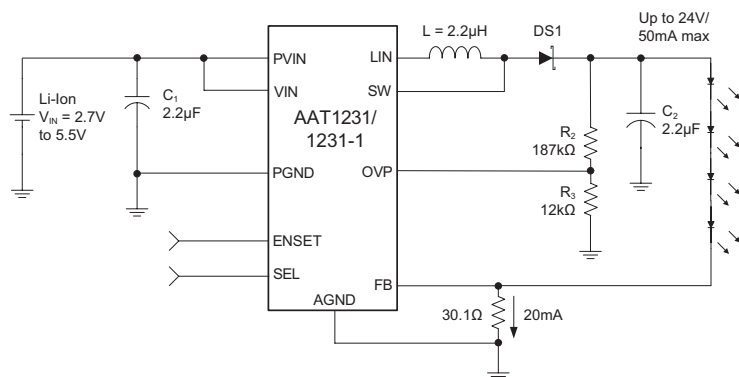 L = 2.2µH
DS1
Up to 24V/
50mA max
PVIN
LIN
VIN
SW
Li-Ion
V_IN = 2.7V
to 5.5V
C₁
2.2µF
AAT1231/
1231-1
R₂
187kΩ
C₂
2.2µF
PGND
OVP
R₃
12kΩ
ENSET
SEL
FB
AGND
30.1Ω
20mA